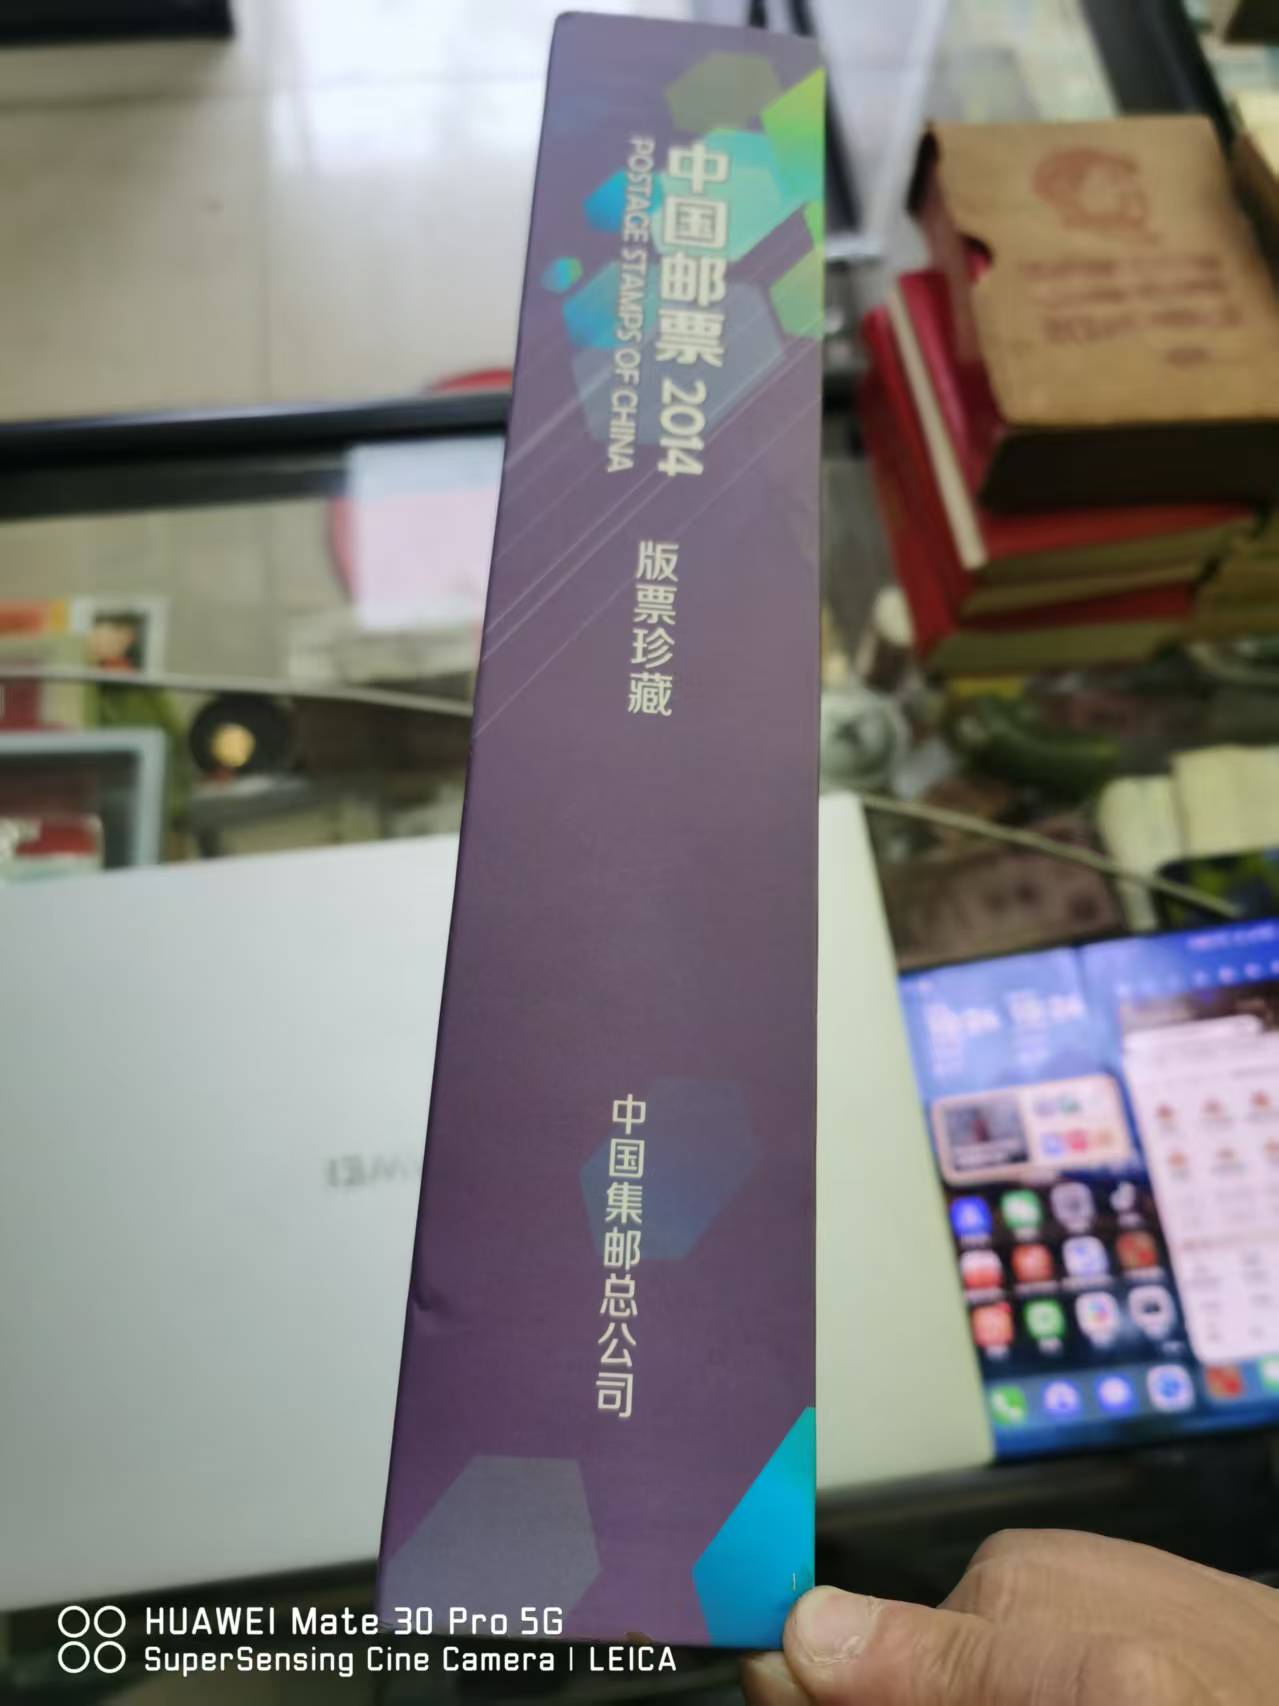 中国邮票 2014
POSTAGE STAMPS OF CHINA
版票珍藏
中国集邮总公司
HUAWEI Mate 30 Pro 5G
SuperSensing Cine Camera | LEICA